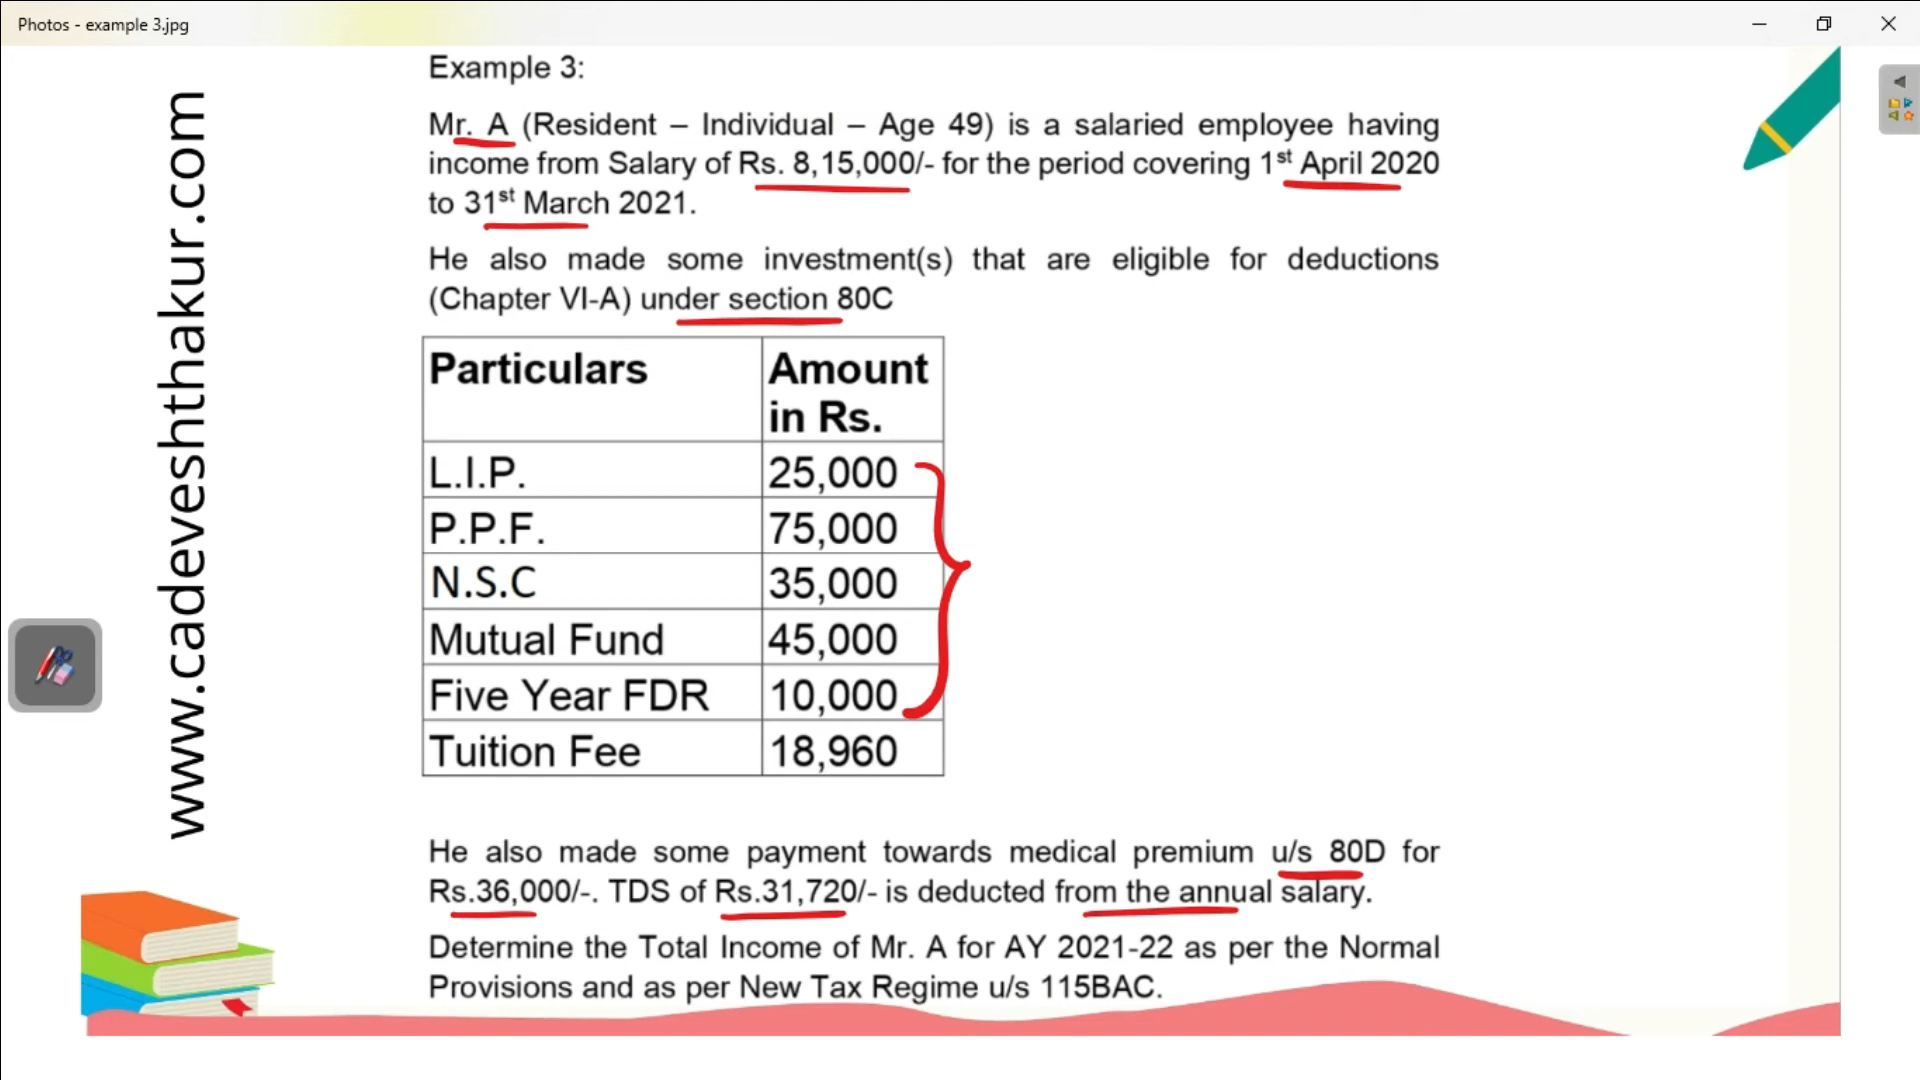 Photos - example 3.jpg
www.cadeveshthakur.com
Example 3:
Mr. A (Resident – Individual – Age 49) is a salaried employee having
income from Salary of Rs. 8,15,000/- for the period covering 1st April 2020
to 31st March 2021.
He also made some investment(s) that are eligible for deductions
(Chapter VI-A) under section 80C
Particulars Amount
in Rs.
L.I.P. 25,000
P.P.F. 75,000
N.S.C 35,000
Mutual Fund 45,000
Five Year FDR 10,000
Tuition Fee 18,960
He also made some payment towards medical premium u/s 80D for
Rs.36,000/-. TDS of Rs.31,720/- is deducted from the annual salary.
Determine the Total Income of Mr. A for AY 2021-22 as per the Normal
Provisions and as per New Tax Regime u/s 115BAC.